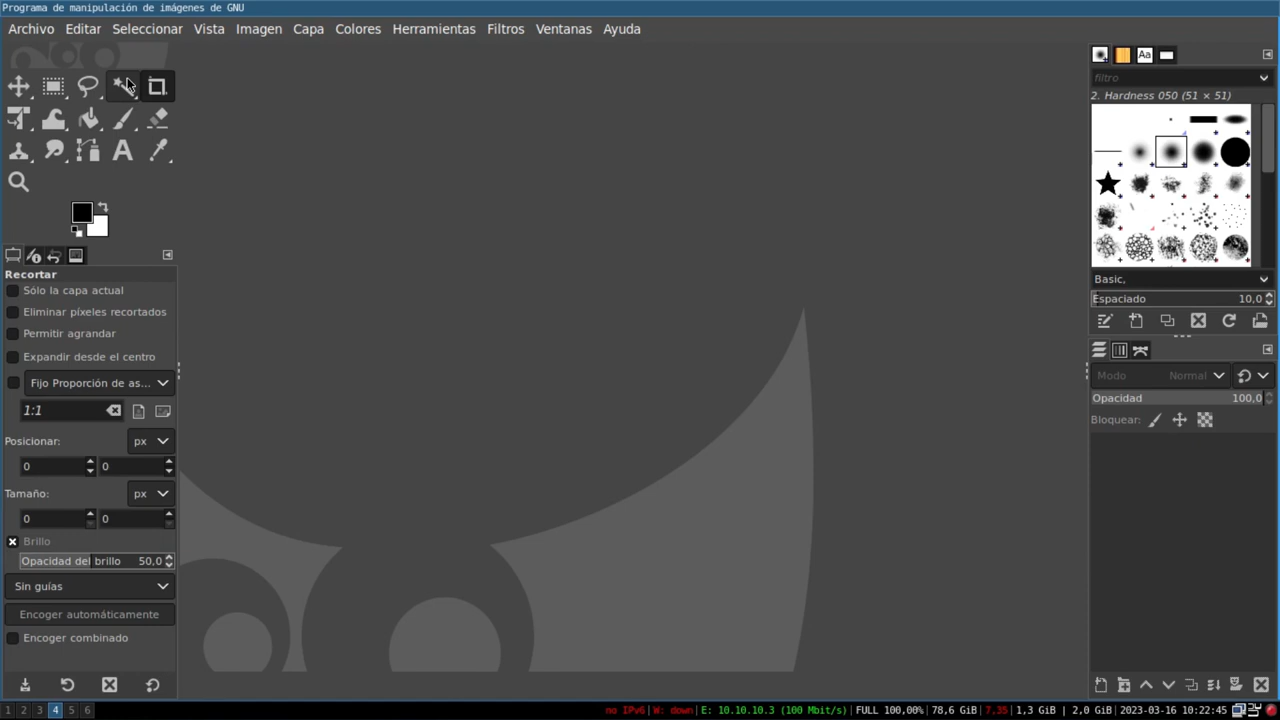 Programa de manipulación de imágenes de GNU
Archivo Editar Seleccionar Vista Imagen Capa Colores Herramientas Filtros Ventanas Ayuda
filtro
2. Hardness 050 (51 × 51)
Basic,
Espaciado 10,0
Modo Normal
Opacidad 100,0
Bloquear:
Recortar
Sólo la capa actual
Eliminar píxeles recortados
Permitir agrandar
Expandir desde el centro
Fijo Proporción de as...
1:1
Posicionar: px
0 0
Tamaño: px
0 0
Brillo
Opacidad del brillo 50,0
Sin guías
Encoger automáticamente
Encoger combinado
1 2 3 4 5 6
no IPv6|W: down|E: 10.10.10.3 (100 Mbit/s)|FULL 100,00%|78,6 GiB|7,35|1,3 GiB | 2,0 GiB|2023-03-16 10:22:45